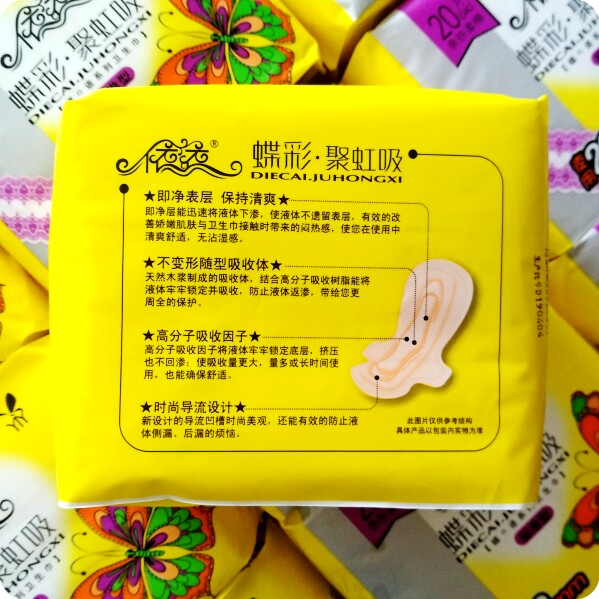 依依®
蝶彩·聚虹吸
DIECAI.JUHONGXI
★即净表层 保持清爽★
即净层能迅速将液体下渗，使液体不遗留表层，有效的改
善娇嫩肌肤与卫生巾接触时带来的闷热感，使您在使用中
清爽舒适，无沾湿感。
★不变形随型吸收体★
天然木浆制成的吸收体，结合高分子吸收树脂能将
液体牢牢锁定并吸收，防止液体返渗，带给您更
周全的保护。
★高分子吸收因子★
高分子吸收因子将液体牢牢锁定底层，挤压
也不回渗；使吸收量更大，量多或长时间使
用，也能确保舒适。
★时尚导流设计★
新设计的导流凹槽时尚美观，还能有效的防止液
体侧漏、后漏的烦恼。
此图片仅供参考结构
具体产品以包装内实物为准
蝶彩·聚虹吸
蝶彩·聚虹吸